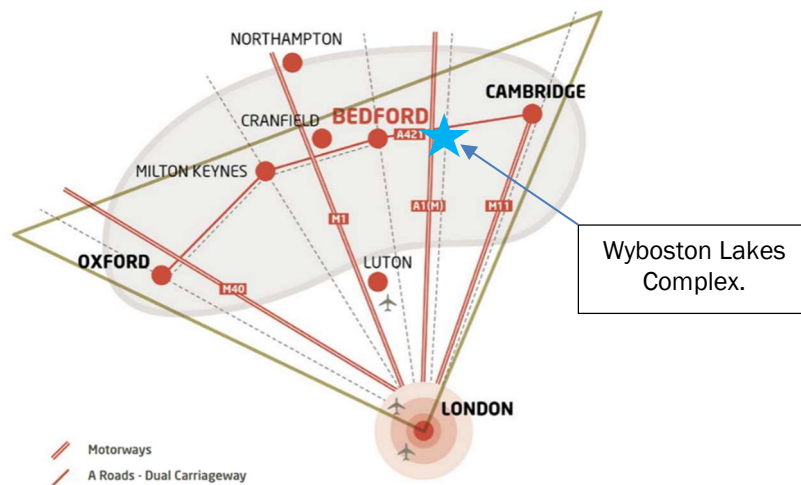 NORTHAMPTON
CAMBRIDGE
CRANFIELD
BEDFORD
A421
MILTON KEYNES
M1
A1(M)
M11
OXFORD
M40
LUTON
Wyboston Lakes
Complex.
LONDON
Motorways
A Roads - Dual Carriageway